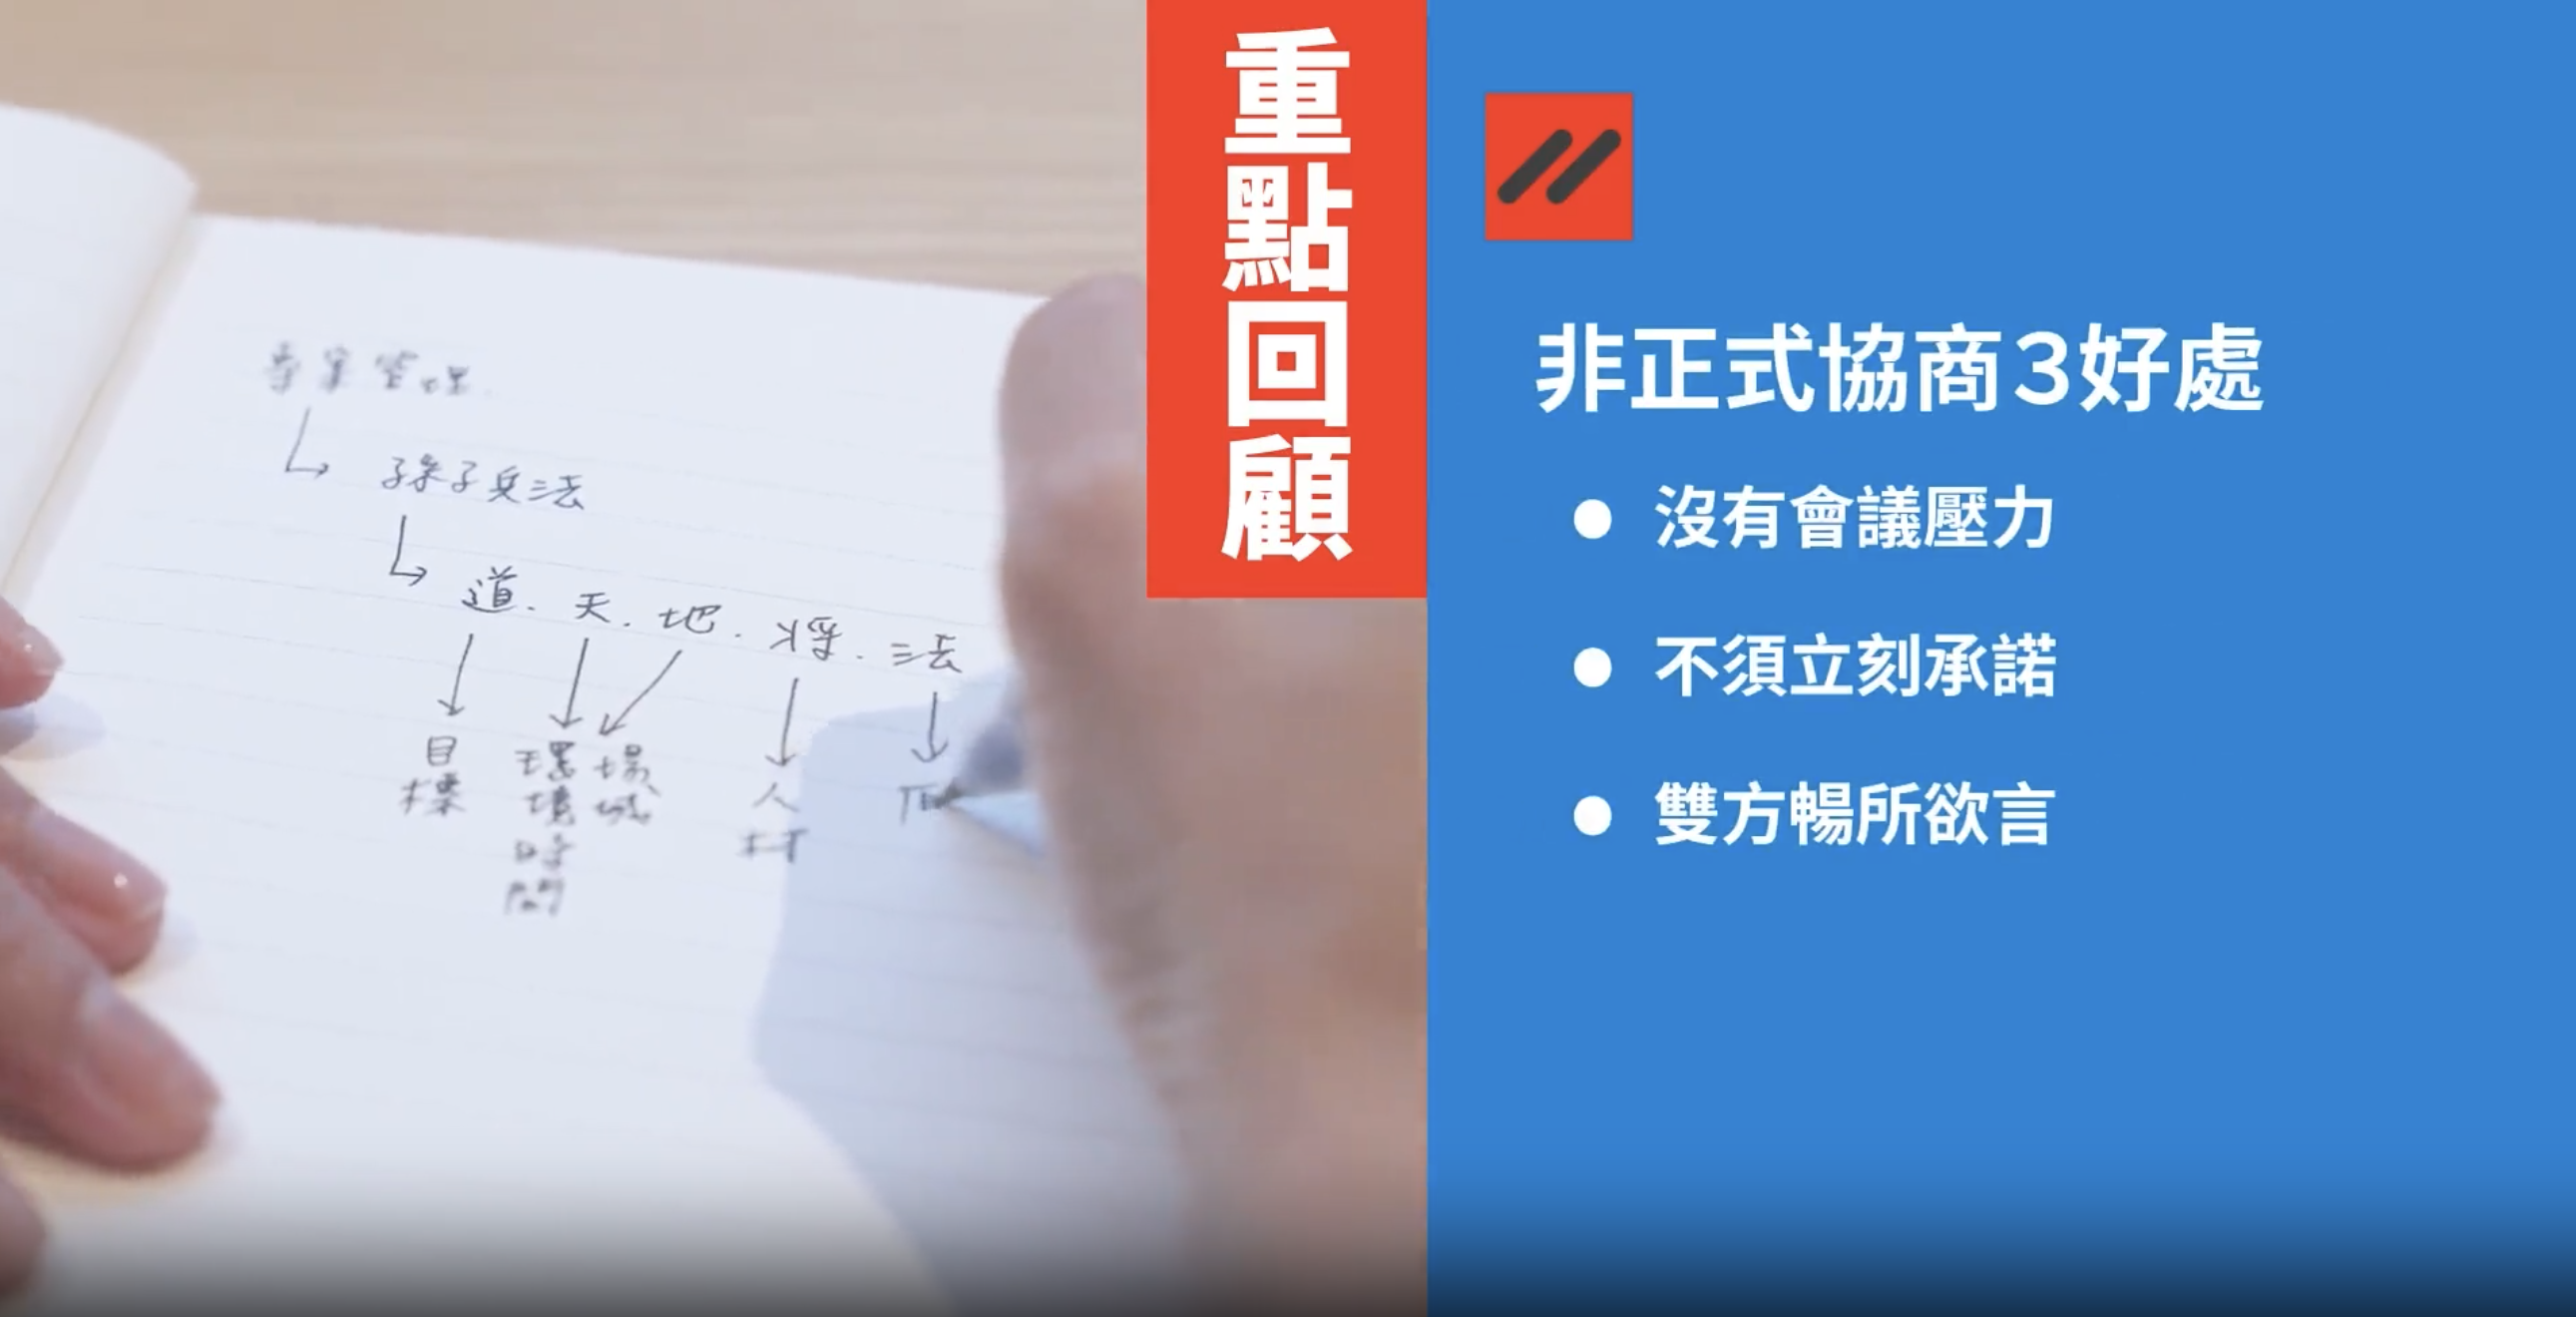 專案管理
孫子兵法
道.天.地.將.法
目標
環境時間
場域
人材
重點回顧
非正式協商3好處
沒有會議壓力
不須立刻承諾
雙方暢所欲言